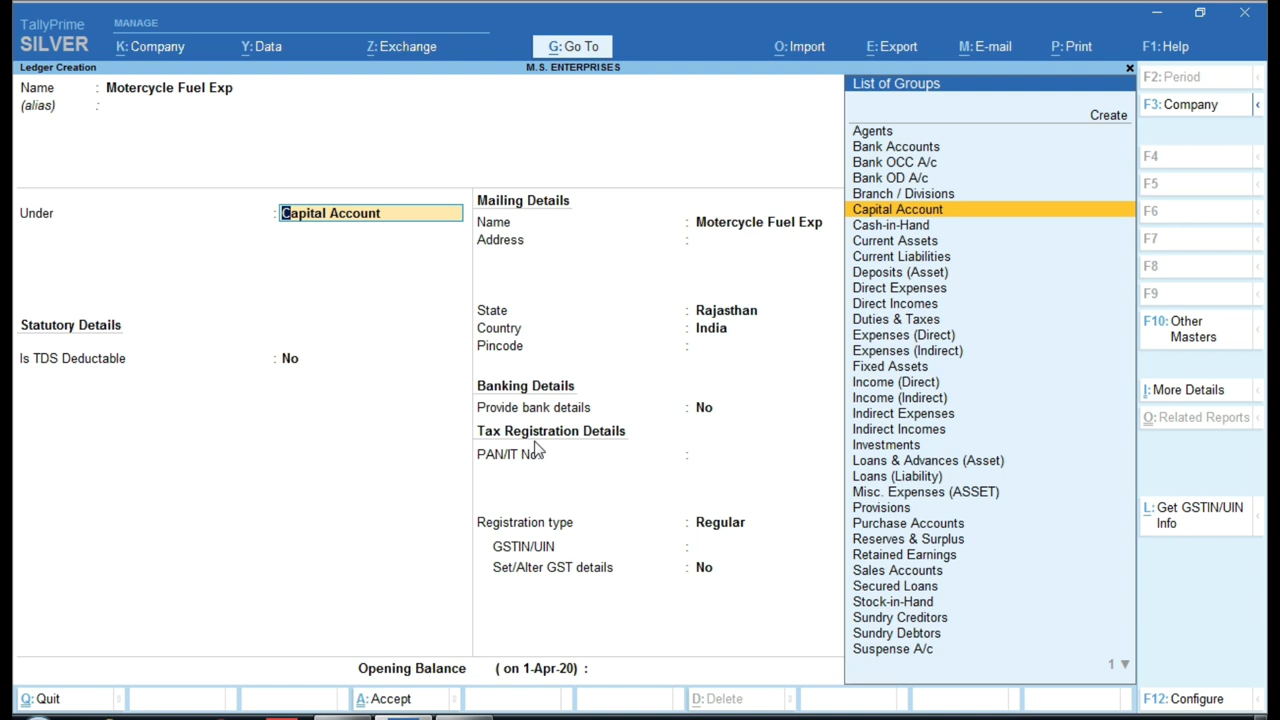 TallyPrime
MANAGE
SILVER
K:Company
Y:Data
Z:Exchange
G:Go To
O:Import
E:Export
M:E-mail
P:Print
F1:Help
Ledger Creation
M.S. ENTERPRISES
Name : Motercycle Fuel Exp
(alias) :
Under : Capital Account
Statutory Details
Is TDS Deductable : No
Mailing Details
Name : Motercycle Fuel Exp
Address :
State : Rajasthan
Country : India
Pincode :
Banking Details
Provide bank details : No
Tax Registration Details
PAN/IT No. :
Registration type : Regular
GSTIN/UIN :
Set/Alter GST details : No
Opening Balance ( on 1-Apr-20) :
List of Groups
Create
Agents
Bank Accounts
Bank OCC A/c
Bank OD A/c
Branch / Divisions
Capital Account
Cash-in-Hand
Current Assets
Current Liabilities
Deposits (Asset)
Direct Expenses
Direct Incomes
Duties & Taxes
Expenses (Direct)
Expenses (Indirect)
Fixed Assets
Income (Direct)
Income (Indirect)
Indirect Expenses
Indirect Incomes
Investments
Loans & Advances (Asset)
Loans (Liability)
Misc. Expenses (ASSET)
Provisions
Purchase Accounts
Reserves & Surplus
Retained Earnings
Sales Accounts
Secured Loans
Stock-in-Hand
Sundry Creditors
Sundry Debtors
Suspense A/c
1 ▼
F2: Period
F3: Company
F4
F5
F6
F7
F8
F9
F10: Other
Masters
I: More Details
O: Related Reports
L: Get GSTIN/UIN
Info
Q: Quit
A: Accept
D: Delete
F12: Configure